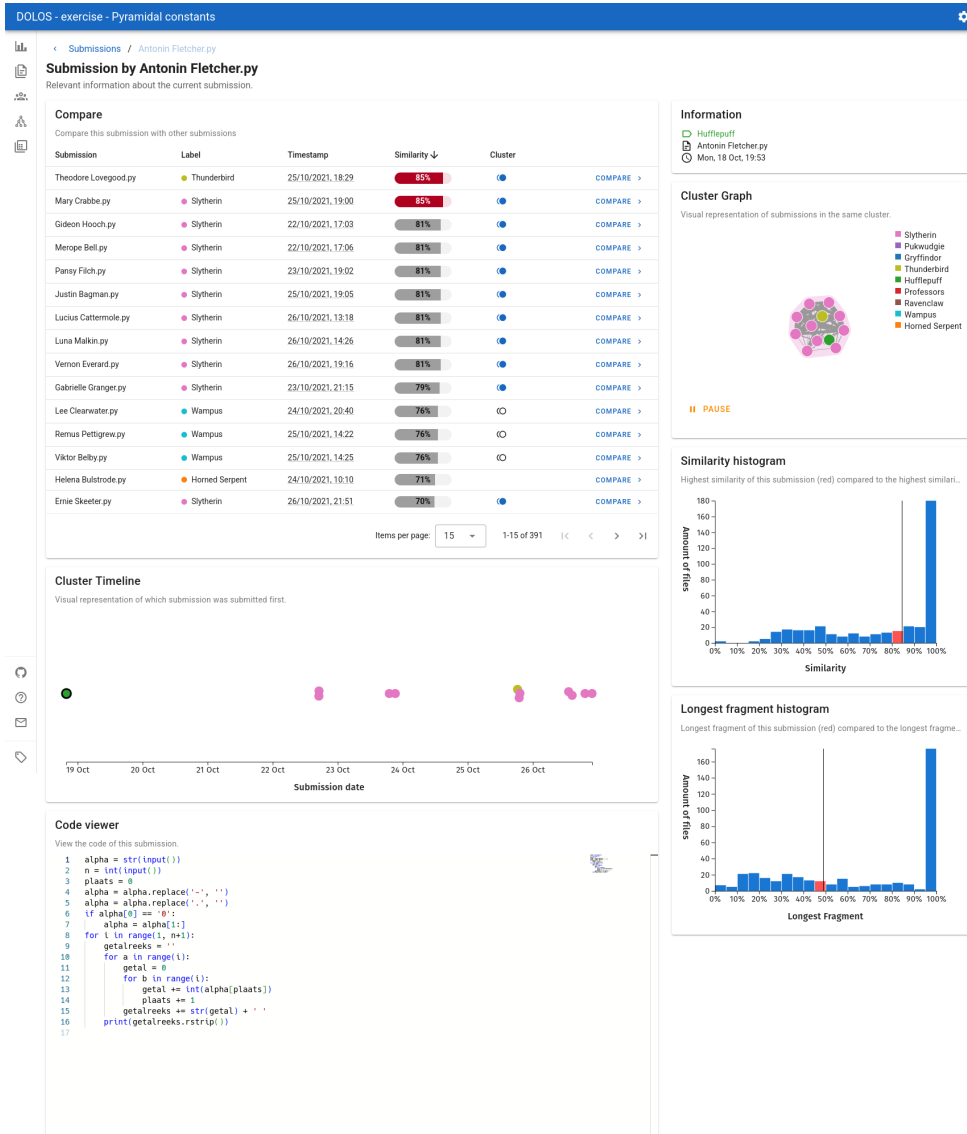 DOLOS - exercise - Pyramidal constants
‹ Submissions / Antonin Fletcher.py
Submission by Antonin Fletcher.py
Relevant information about the current submission.
Compare
Compare this submission with other submissions
Submission Label Timestamp Similarity Cluster
Theodore Lovegood.py Thunderbird 25/10/2021, 18:29 85% COMPARE ›
Mary Crabbe.py Slytherin 25/10/2021, 19:00 85% COMPARE ›
Gideon Hooch.py Slytherin 22/10/2021, 17:03 81% COMPARE ›
Merope Bell.py Slytherin 22/10/2021, 17:06 81% COMPARE ›
Pansy Filch.py Slytherin 23/10/2021, 19:02 81% COMPARE ›
Justin Bagman.py Slytherin 25/10/2021, 19:05 81% COMPARE ›
Lucius Cattermole.py Slytherin 26/10/2021, 13:18 81% COMPARE ›
Luna Malkin.py Slytherin 26/10/2021, 14:26 81% COMPARE ›
Vernon Everard.py Slytherin 26/10/2021, 19:16 81% COMPARE ›
Gabrielle Granger.py Slytherin 23/10/2021, 21:15 79% COMPARE ›
Lee Clearwater.py Wampus 24/10/2021, 20:40 76% COMPARE ›
Remus Pettigrew.py Wampus 25/10/2021, 14:22 76% COMPARE ›
Viktor Belby.py Wampus 25/10/2021, 14:25 76% COMPARE ›
Helena Bulstrode.py Horned Serpent 24/10/2021, 10:10 71% COMPARE ›
Ernie Skeeter.py Slytherin 26/10/2021, 21:51 70% COMPARE ›
Items per page: 15 1-15 of 391
Cluster Timeline
Visual representation of which submission was submitted first.
19 Oct 20 Oct 21 Oct 22 Oct 23 Oct 24 Oct 25 Oct 26 Oct
Submission date
Code viewer
View the code of this submission.
1 alpha = str(input())
2 n = int(input())
3 plaats = 0
4 alpha = alpha.replace('-', '')
5 alpha = alpha.replace('.', '')
6 if alpha[0] == '0':
7     alpha = alpha[1:]
8 for i in range(1, n+1):
9     getalreeks = ''
10     for a in range(i):
11         getal = 0
12         for b in range(i):
13             getal += int(alpha[plaats])
14             plaats += 1
15         getalreeks += str(getal) + ' '
16     print(getalreeks.rstrip())
17
Information
Hufflepuff
Antonin Fletcher.py
Mon, 18 Oct, 19:53
Cluster Graph
Visual representation of submissions in the same cluster.
Slytherin
Pukwudgie
Gryffindor
Thunderbird
Hufflepuff
Professors
Ravenclaw
Wampus
Horned Serpent
PAUSE
Similarity histogram
Highest similarity of this submission (red) compared to the highest similari…
Amount of files
180
160
140
120
100
80
60
40
20
0
0% 10% 20% 30% 40% 50% 60% 70% 80% 90% 100%
Similarity
Longest fragment histogram
Longest fragment of this submission (red) compared to the longest fragme…
Amount of files
160
140
120
100
80
60
40
20
0
0% 10% 20% 30% 40% 50% 60% 70% 80% 90% 100%
Longest Fragment